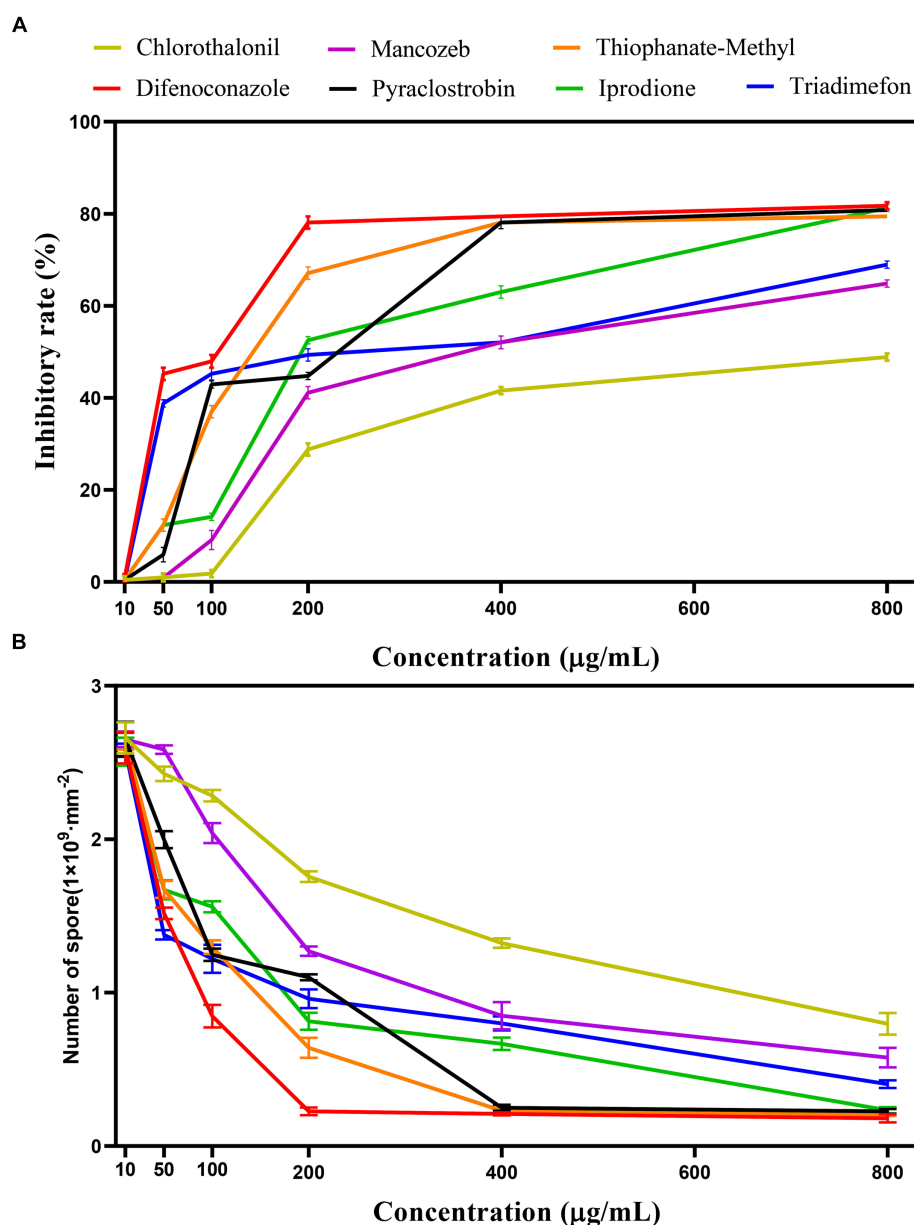 A
Chlorothalonil Mancozeb Thiophanate-Methyl
Difenoconazole Pyraclostrobin Iprodione Triadimefon
100
80
60
40
20
0
Inhibitory rate (%)
10 50 100 200 400 600 800
Concentration (μg/mL)
B
3
2
1
0
Number of spore(1×10⁹·mm⁻²)
10 50 100 200 400 600 800
Concentration (μg/mL)